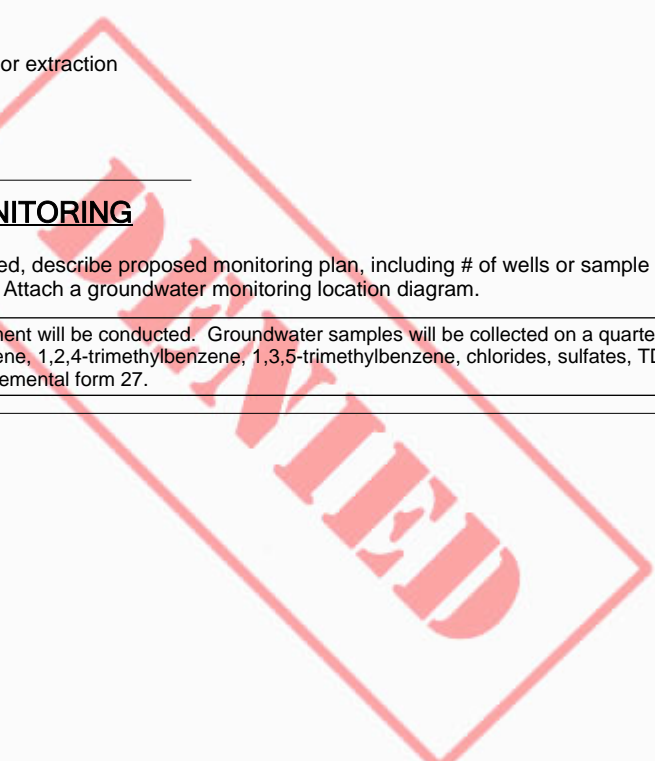 or extraction
NITORING
ed, describe proposed monitoring plan, including # of wells or sample
Attach a groundwater monitoring location diagram.
nent will be conducted. Groundwater samples will be collected on a quarte
ene, 1,2,4-trimethylbenzene, 1,3,5-trimethylbenzene, chlorides, sulfates, TD
emental form 27.
DENIED